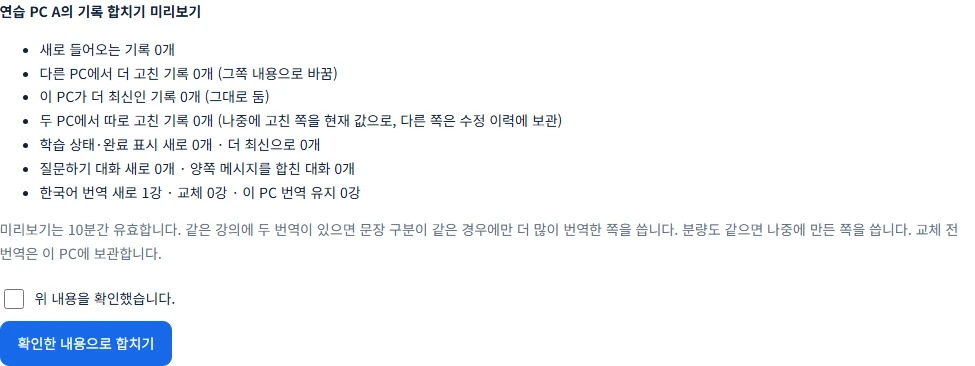 연습 PC A의 기록 합치기 미리보기
새로 들어오는 기록 0개
다른 PC에서 더 고친 기록 0개 (그쪽 내용으로 바꿈)
이 PC가 더 최신인 기록 0개 (그대로 둠)
두 PC에서 따로 고친 기록 0개 (나중에 고친 쪽을 현재 값으로, 다른 쪽은 수정 이력에 보관)
학습 상태·완료 표시 새로 0개 · 더 최신으로 0개
질문하기 대화 새로 0개 · 양쪽 메시지를 합친 대화 0개
한국어 번역 새로 1강 · 교체 0강 · 이 PC 번역 유지 0강
미리보기는 10분간 유효합니다. 같은 강의에 두 번역이 있으면 문장 구분이 같은 경우에만 더 많이 번역한 쪽을 씁니다. 분량도 같으면 나중에 만든 쪽을 씁니다. 교체 전
번역은 이 PC에 보관합니다.
위 내용을 확인했습니다.
확인한 내용으로 합치기